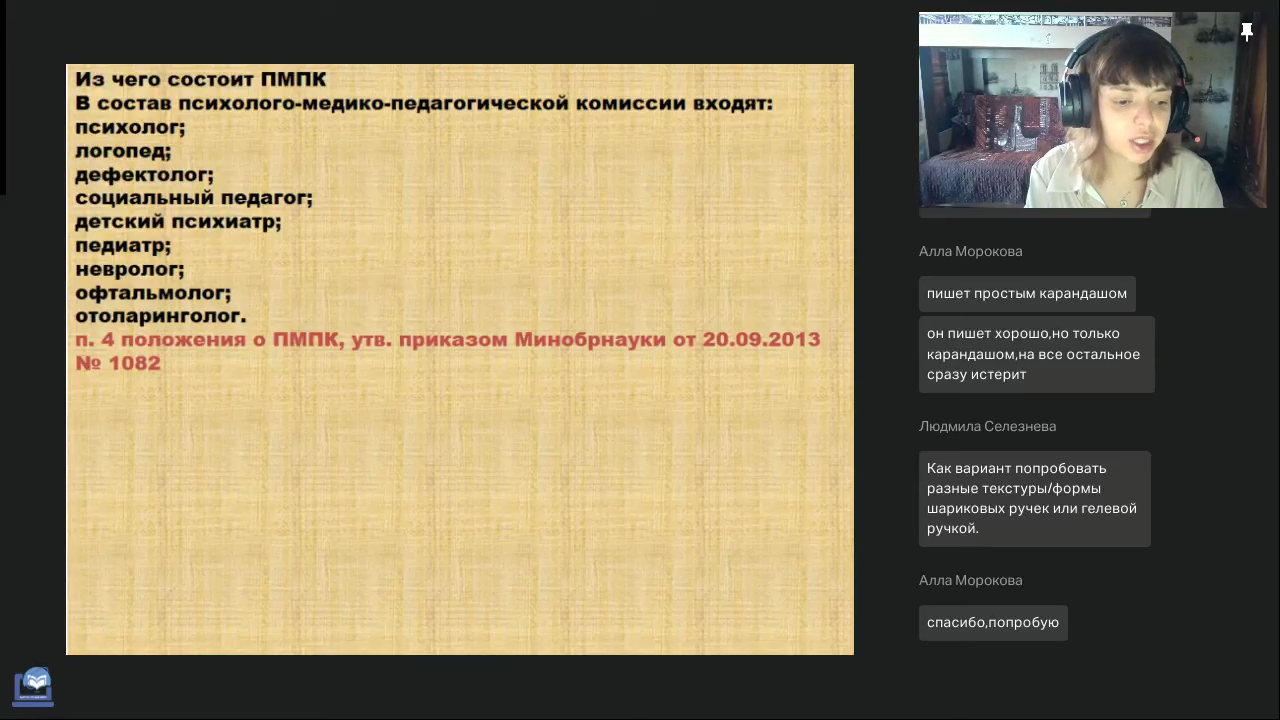 Из чего состоит ПМПК
В состав психолого-медико-педагогической комиссии входят:
психолог;
логопед;
дефектолог;
социальный педагог;
детский психиатр;
педиатр;
невролог;
офтальмолог;
отоларинголог.
п. 4 положения о ПМПК, утв. приказом Минобрнауки от 20.09.2013
№ 1082
Алла Морокова
пишет простым карандашом
он пишет хорошо,но только
карандашом,на все остальное
сразу истерит
Людмила Селезнева
Как вариант попробовать
разные текстуры/формы
шариковых ручек или гелевой
ручкой.
Алла Морокова
спасибо,попробую